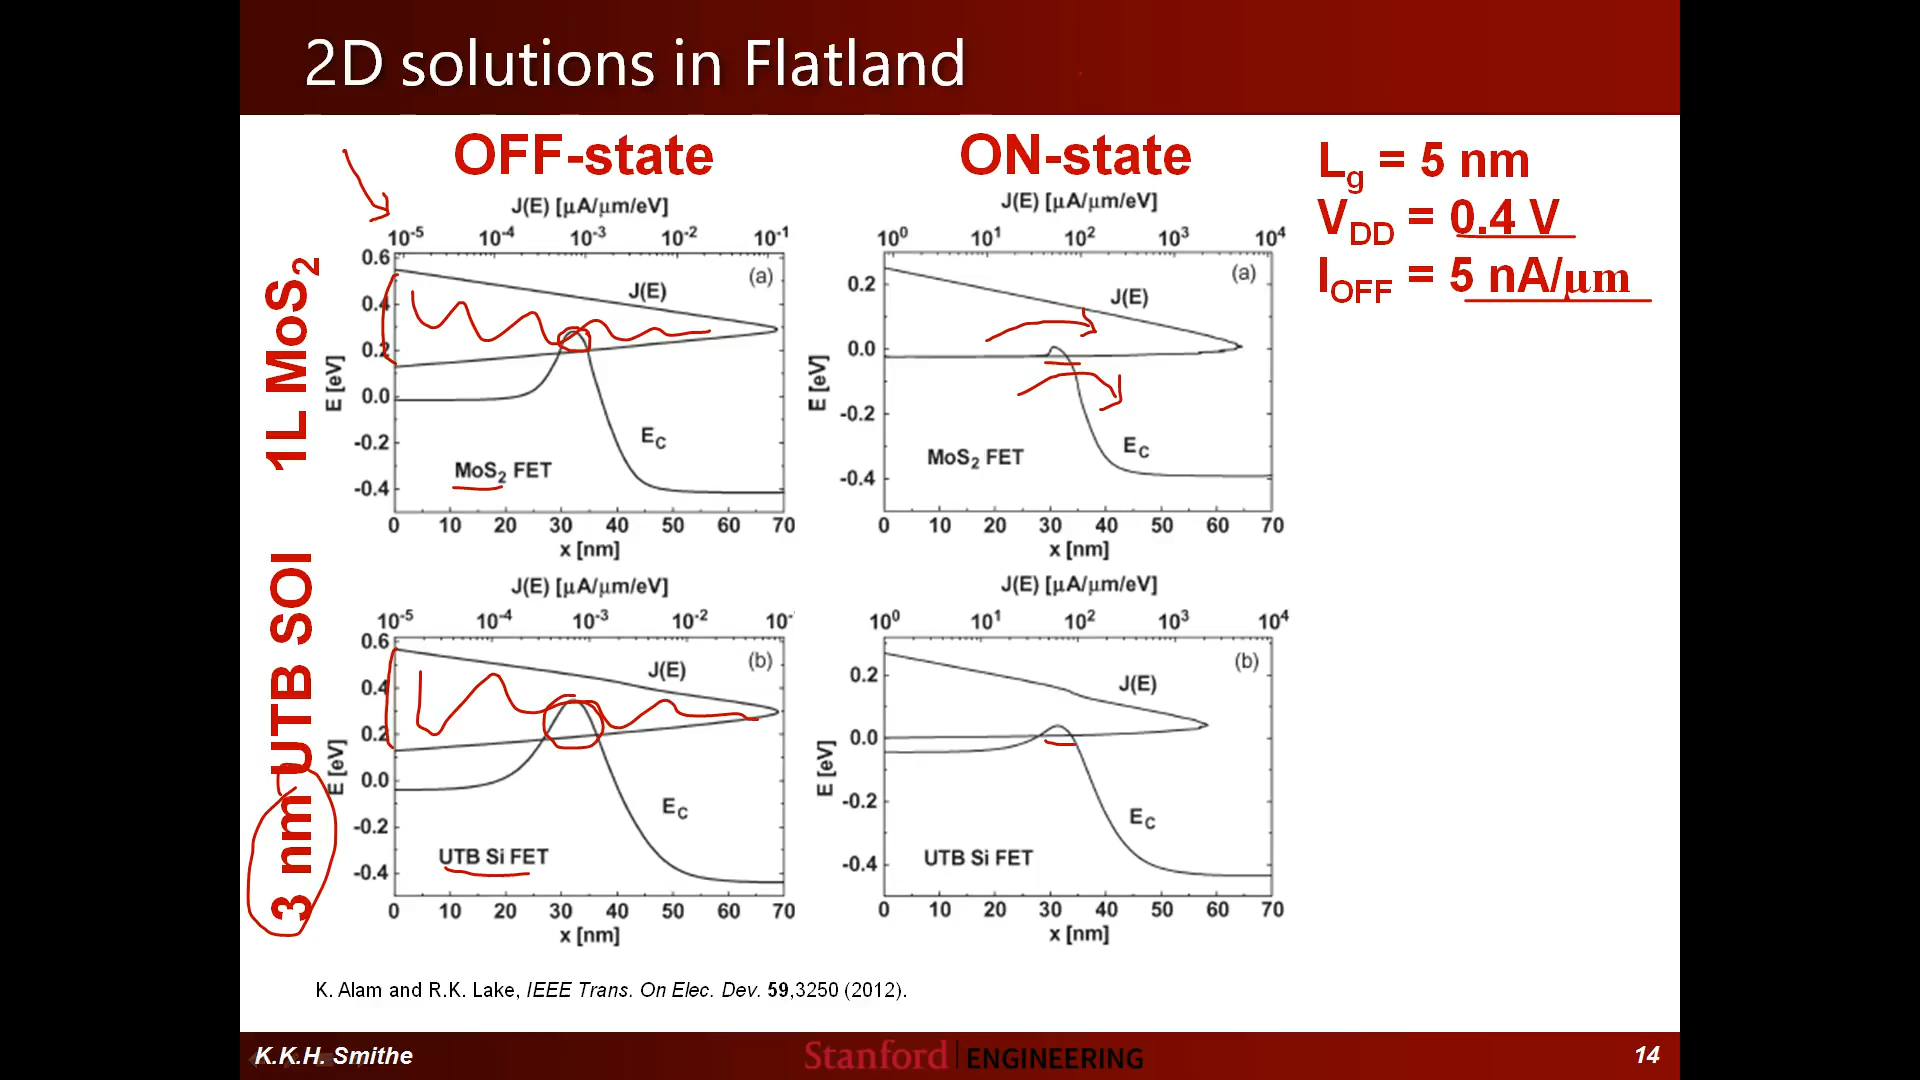 2D solutions in Flatland
OFF-state
ON-state
L_g = 5 nm
V_DD = 0.4 V
I_OFF = 5 nA/μm
1L MoS₂
J(E) [μA/μm/eV]
10⁻⁵ 10⁻⁴ 10⁻³ 10⁻² 10⁻¹
0.6
0.4
0.2
0.0
-0.2
-0.4
E [eV]
(a)
J(E)
E_C
MoS₂ FET
0 10 20 30 40 50 60 70
x [nm]
J(E) [μA/μm/eV]
10⁰ 10¹ 10² 10³ 10⁴
0.2
0.0
-0.2
-0.4
E [eV]
(a)
J(E)
E_C
MoS₂ FET
0 10 20 30 40 50 60 70
x [nm]
3 nm UTB SOI
J(E) [μA/μm/eV]
10⁻⁵ 10⁻⁴ 10⁻³ 10⁻² 10⁻
0.6
0.4
0.2
0.0
-0.2
-0.4
E [eV]
(b)
J(E)
E_C
UTB Si FET
0 10 20 30 40 50 60 70
x [nm]
J(E) [μA/μm/eV]
10⁰ 10¹ 10² 10³ 10⁴
0.2
0.0
-0.2
-0.4
E [eV]
(b)
J(E)
E_C
UTB Si FET
0 10 20 30 40 50 60 70
x [nm]
K. Alam and R.K. Lake, IEEE Trans. On Elec. Dev. 59,3250 (2012).
K.K.H. Smithe
Stanford | ENGINEERING
14